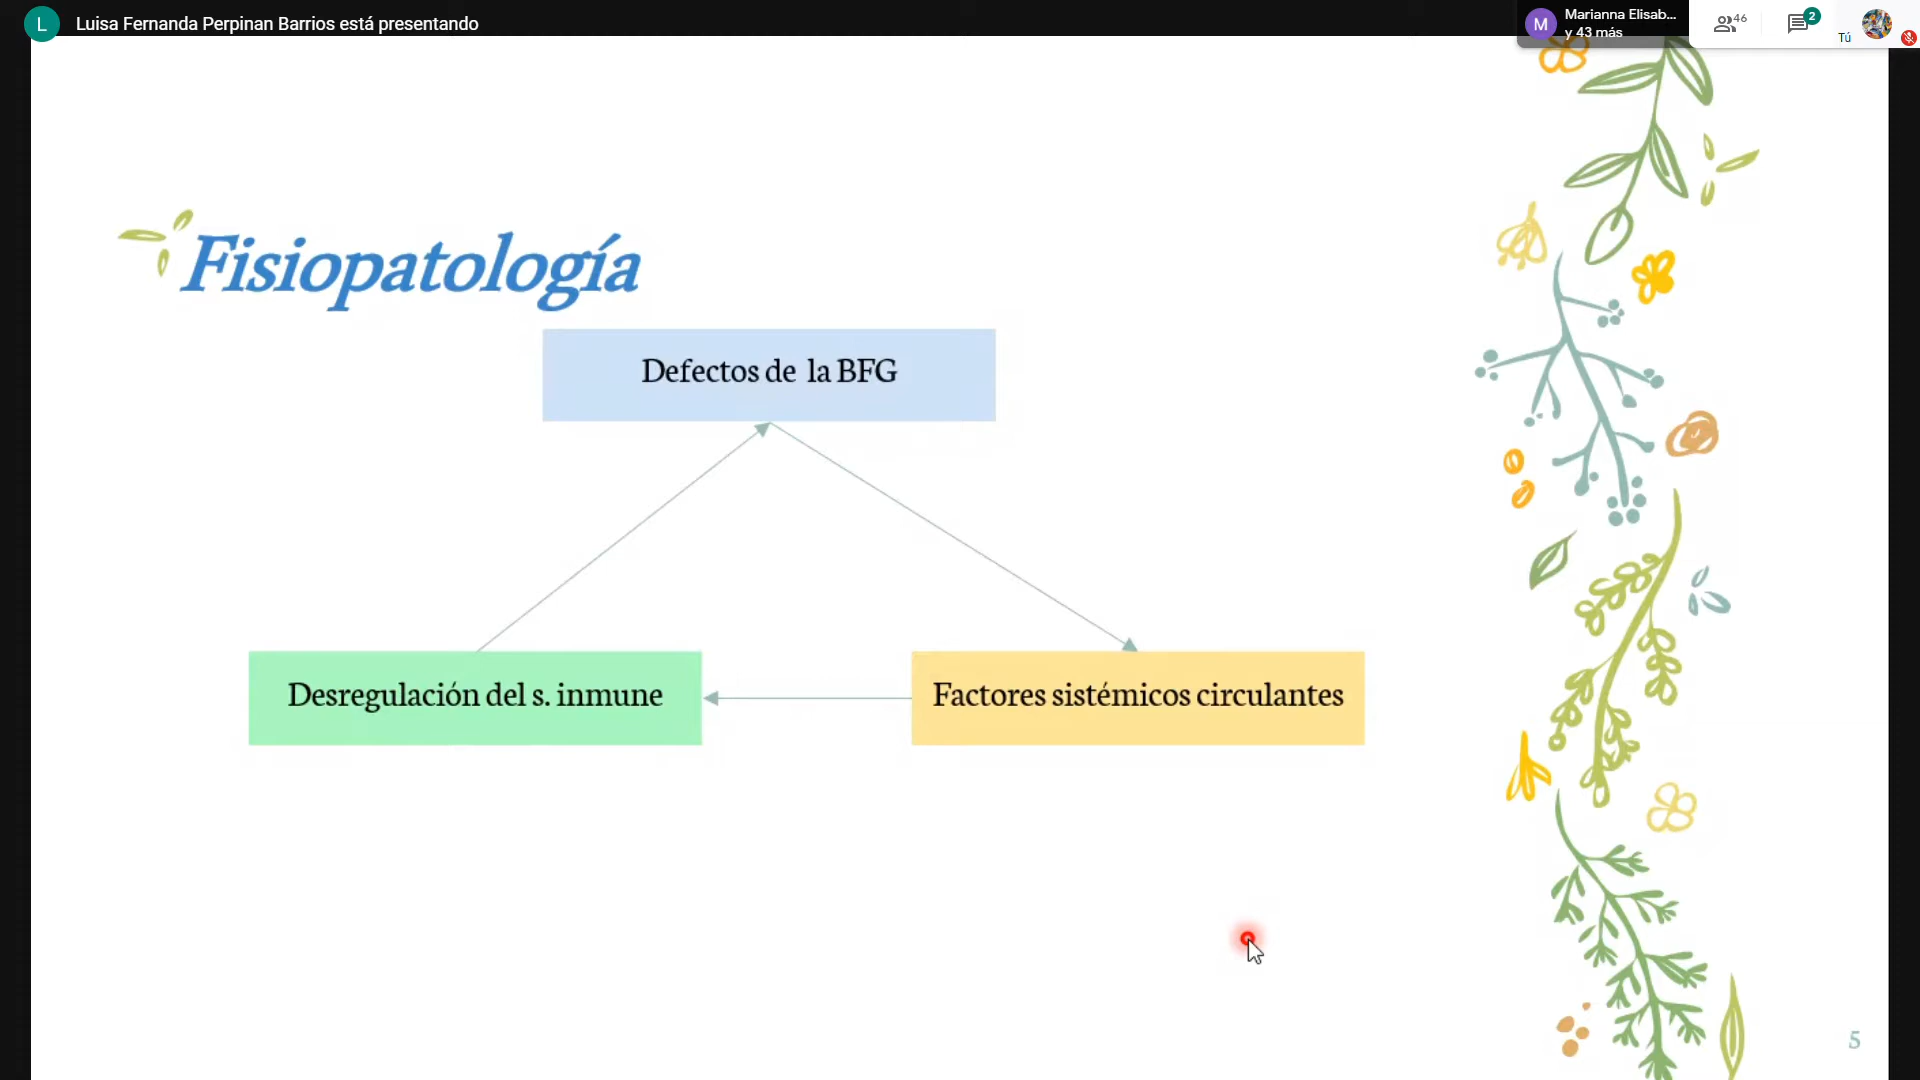 L Luisa Fernanda Perpinan Barrios está presentando
M Marianna Elisab...
y 43 más
46
2
Tú
Fisiopatología
Defectos de la BFG
Desregulación del s. inmune
Factores sistémicos circulantes
5